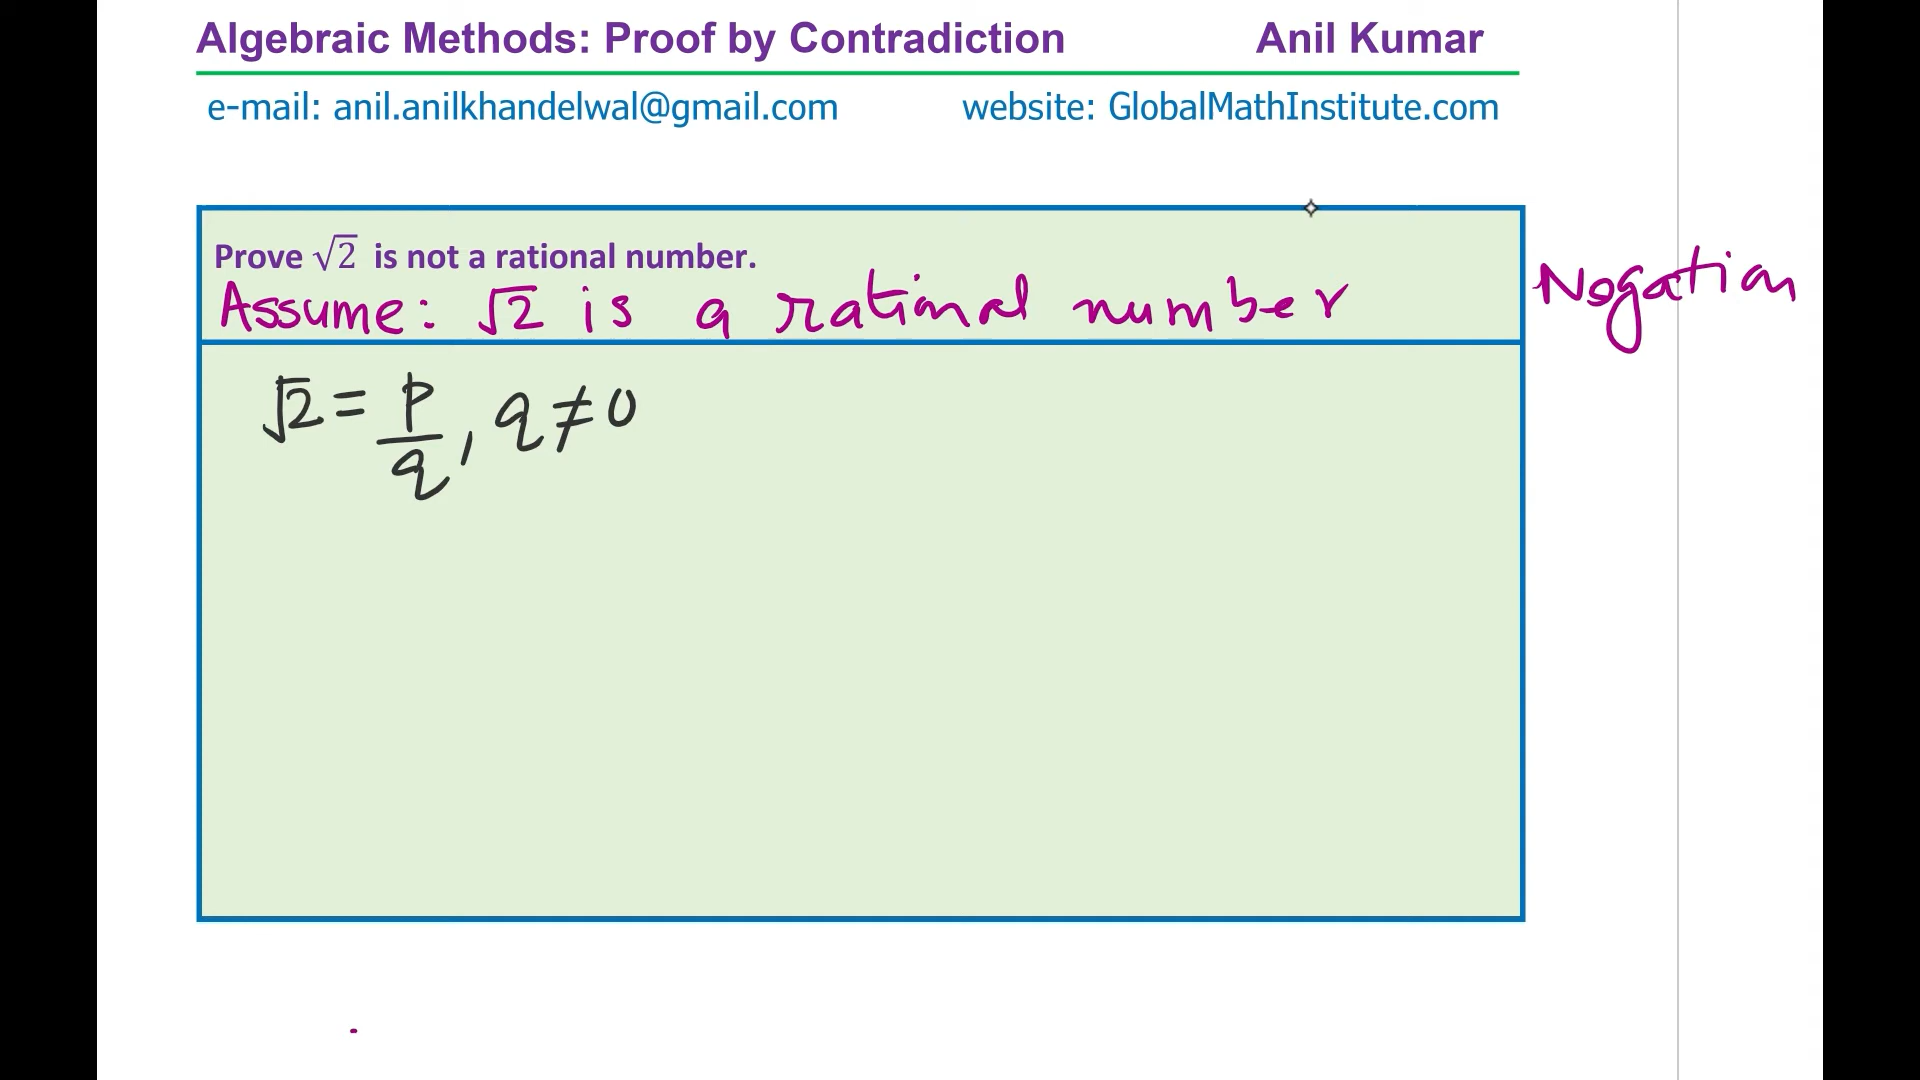 Algebraic Methods: Proof by Contradiction Anil Kumar
e-mail: anil.anilkhandelwal@gmail.com website: GlobalMathInstitute.com
Prove √2 is not a rational number.
Assume: √2 is a rational number Negation
√2 = p/q, q ≠ 0